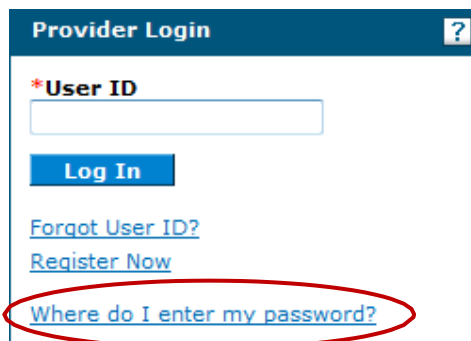 Provider Login ?
*User ID
Log In
Forgot User ID?
Register Now
Where do I enter my password?